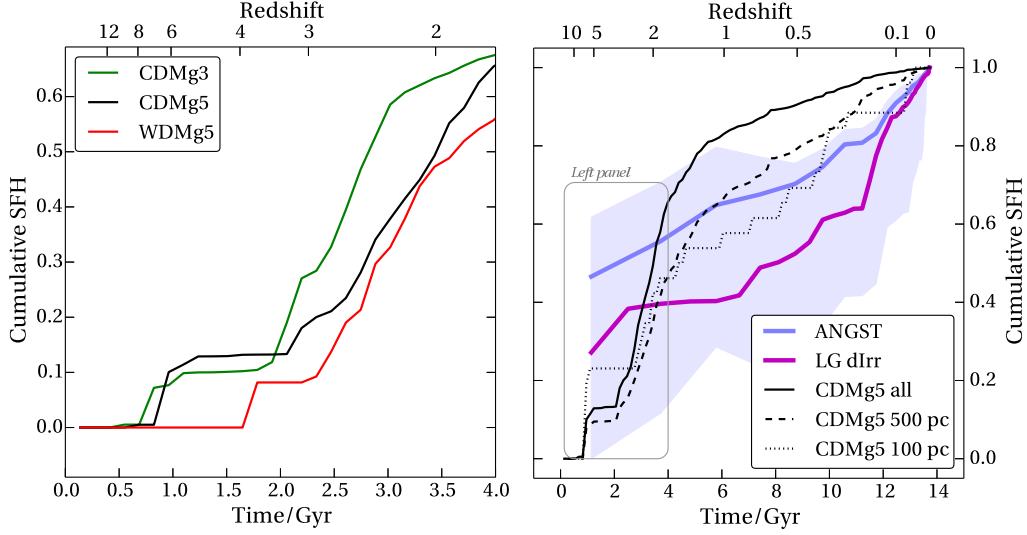 Redshift
12 8 6 4 3 2
CDMg3
CDMg5
WDMg5
Cumulative SFH
0.6
0.5
0.4
0.3
0.2
0.1
0.0
0.0 0.5 1.0 1.5 2.0 2.5 3.0 3.5 4.0
Time/Gyr
Redshift
10 5 2 1 0.5 0.1 0
Left panel
1.0
0.8
0.6
0.4
0.2
0.0
Cumulative SFH
ANGST
LG dIrr
CDMg5 all
CDMg5 500 pc
CDMg5 100 pc
0 2 4 6 8 10 12 14
Time/Gyr